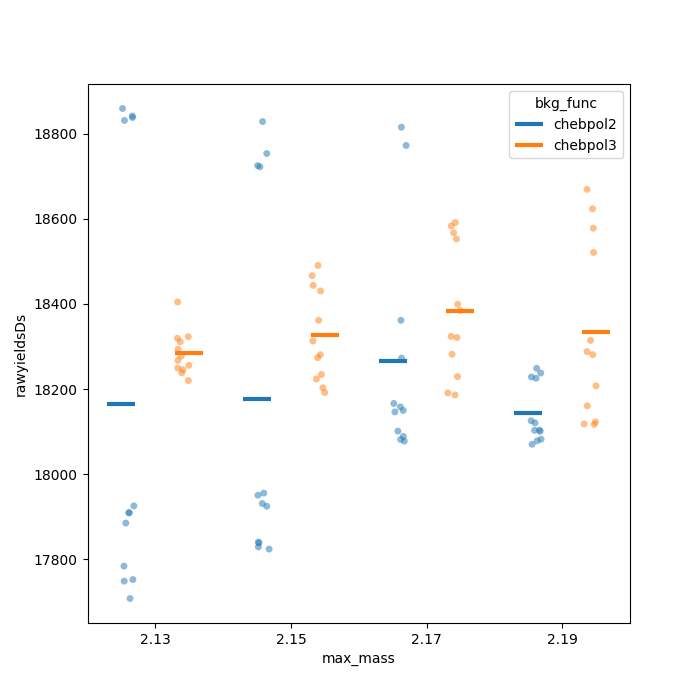 bkg_func
chebpol2
chebpol3
18800
18600
18400
18200
18000
17800
rawyieldsDs
2.13 2.15 2.17 2.19
max_mass